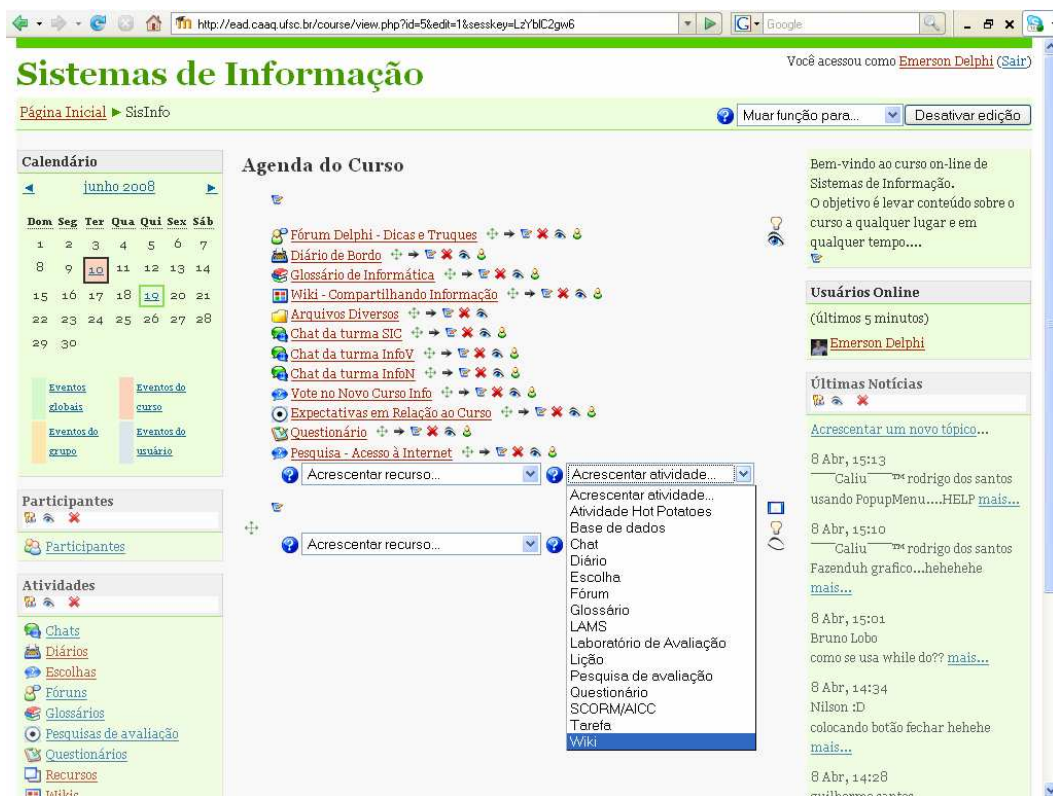 http://ead.caaq.ufsc.br/course/view.php?id=5&edit=1&sesskey=LzYblC2gw6
Google
Sistemas de Informação
Você acessou como Emerson Delphi (Sair)
Página Inicial ► SisInfo
Muar função para...
Desativar edição
Calendário
◄ junho 2008 ►
Dom Seg Ter Qua Qui Sex Sáb
1 2 3 4 5 6 7
8 9 10 11 12 13 14
15 16 17 18 19 20 21
22 23 24 25 26 27 28
29 30
Eventos globais
Eventos do curso
Eventos do grupo
Eventos do usuário
Participantes
Participantes
Atividades
Chats
Diários
Escolhas
Fóruns
Glossários
Pesquisas de avaliação
Questionários
Recursos
Wikis
Agenda do Curso
Fórum Delphi - Dicas e Truques
Diário de Bordo
Glossário de Informática
Wiki - Compartilhando Informação
Arquivos Diversos
Chat da turma SIC
Chat da turma InfoV
Chat da turma InfoN
Vote no Novo Curso Info
Expectativas em Relação ao Curso
Questionário
Pesquisa - Acesso à Internet
Acrescentar recurso...
Acrescentar atividade...
Acrescentar atividade...
Atividade Hot Potatoes
Base de dados
Chat
Diário
Escolha
Fórum
Glossário
LAMS
Laboratório de Avaliação
Lição
Pesquisa de avaliação
Questionário
SCORM/AICC
Tarefa
Wiki
Acrescentar recurso...
Bem-vindo ao curso on-line de
Sistemas de Informação.
O objetivo é levar conteúdo sobre o
curso a qualquer lugar e em
qualquer tempo....
Usuários Online
(últimos 5 minutos)
Emerson Delphi
Últimas Notícias
Acrescentar um novo tópico...
8 Abr, 15:13
Caliu ™ rodrigo dos santos
usando PopupMenu....HELP mais...
8 Abr, 15:10
Caliu ™ rodrigo dos santos
Fazenduh grafico...hehehehe
mais...
8 Abr, 15:01
Bruno Lobo
como se usa while do?? mais...
8 Abr, 14:34
Nilson :D
colocando botão fechar hehehe
mais...
8 Abr, 14:28
guilherme santos